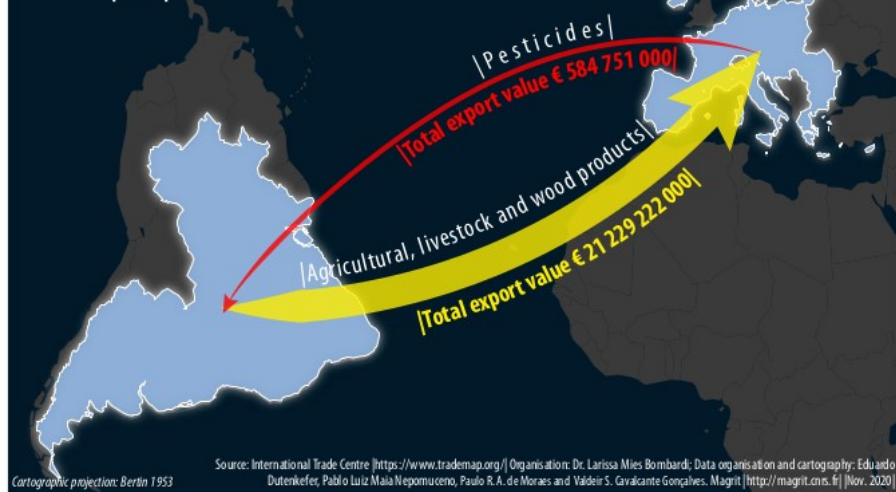 |Pesticides|
|Total export value € 584 751 000|
|Agricultural, livestock and wood products|
|Total export value € 21 229 222 000|
Source: International Trade Centre |https://www.trademap.org/| Organisation: Dr. Larissa Mies Bombardi; Data organisation and cartography: Eduardo
Cartographic projection: Bertin 1953
Dutenkefer, Pablo Luiz Maia Nepomuceno, Paulo R. A. de Moraes and Valdeir S. Cavalcante Gonçalves. Magrit |http://magrit.cnrs.fr| |Nov. 2020|